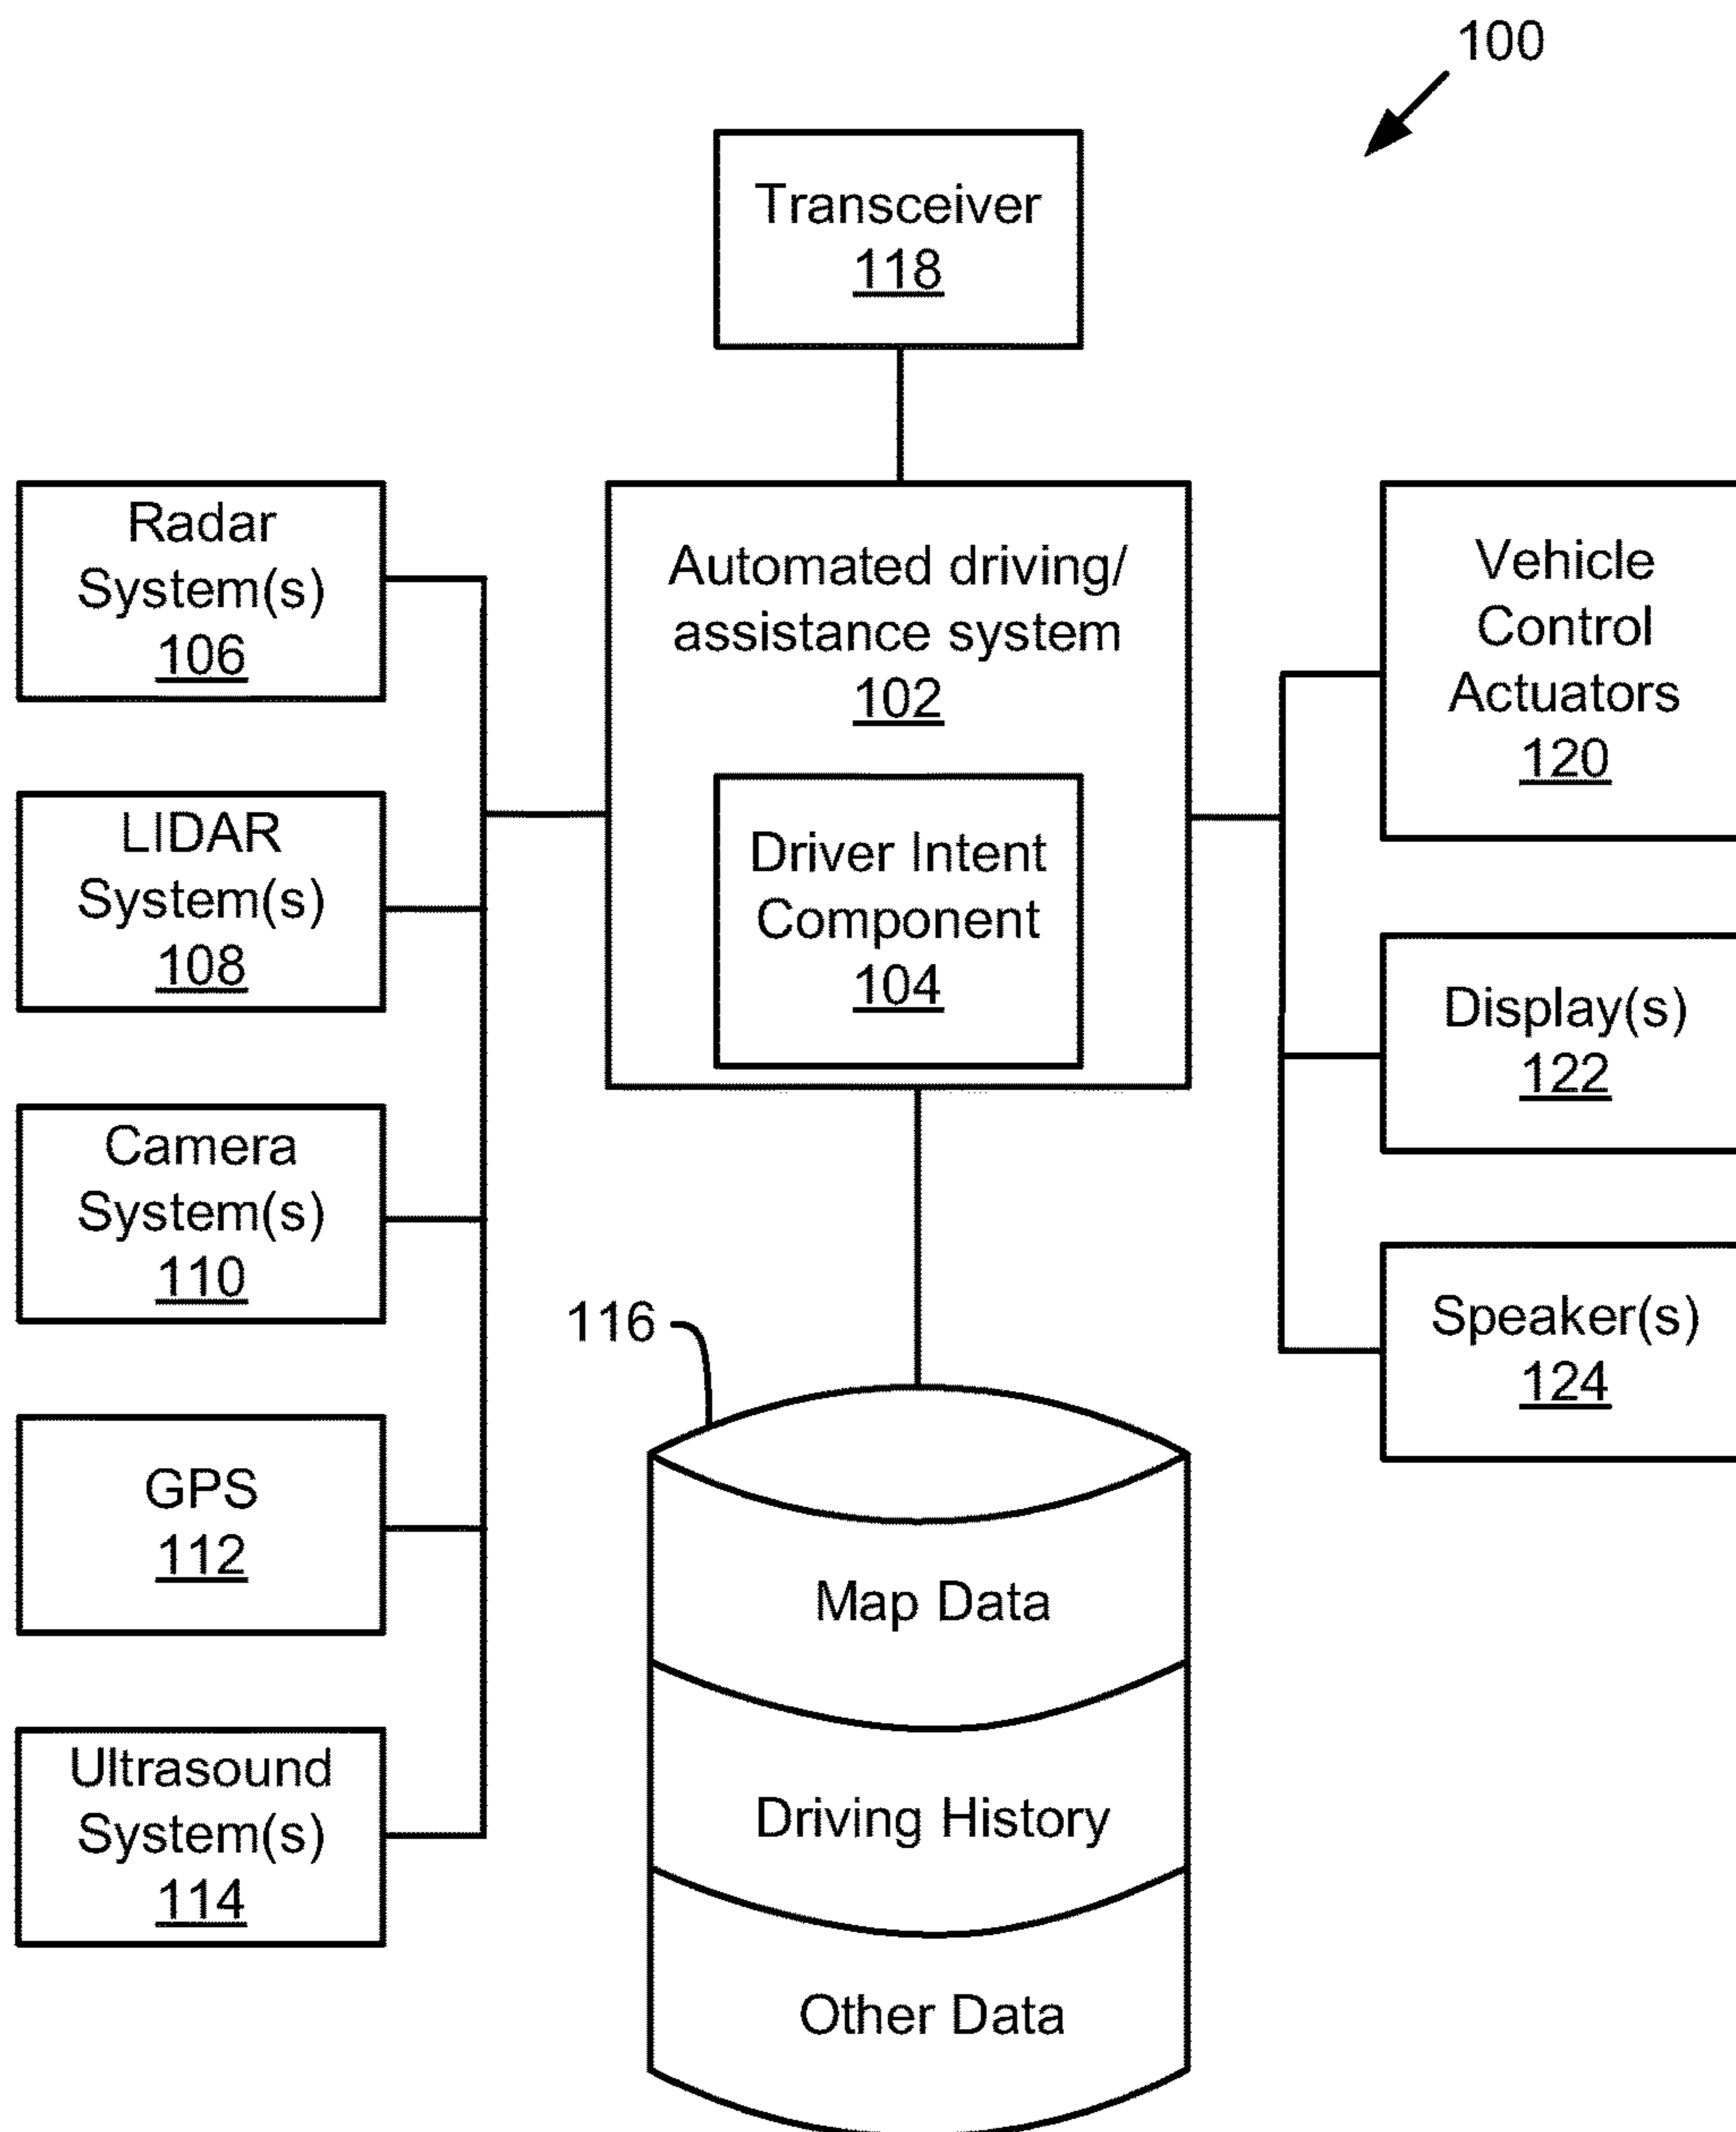 100
Transceiver
118
Radar
System(s)
106
LIDAR
System(s)
108
Camera
System(s)
110
GPS
112
Ultrasound
System(s)
114
Automated driving/
assistance system
102
Driver Intent
Component
104
Vehicle
Control
Actuators
120
Display(s)
122
Speaker(s)
124
116
Map Data
Driving History
Other Data